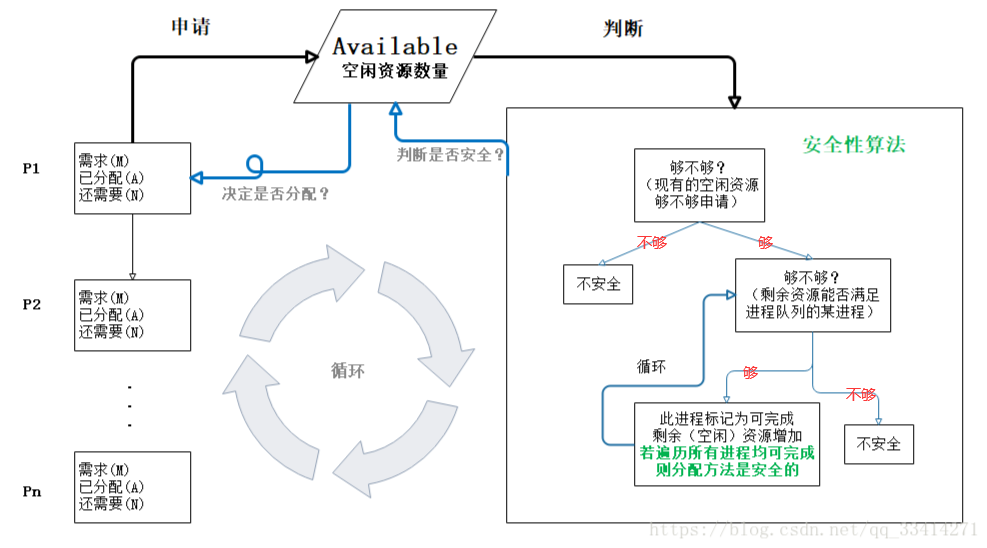 申请
判断
Available
空闲资源数量
安全性算法
判断是否安全？
决定是否分配？
P1
需求(M)
已分配(A)
还需要(N)
够不够？
（现有的空闲资源
够不够申请）
不够
够
不安全
够不够？
（剩余资源能否满足
进程队列的某进程）
P2
需求(M)
已分配(A)
还需要(N)
循环
循环
够
不够
此进程标记为可完成
剩余（空闲）资源增加
若遍历所有进程均可完成
则分配方法是安全的
不安全
Pn
需求(M)
已分配(A)
还需要(N)
https://blog.csdn.net/qq_33414271